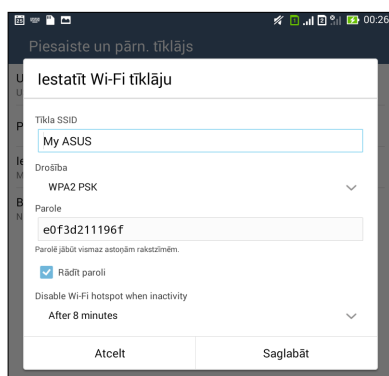 00:26
Piesaiste un pārn. tīklājs
Iestatīt Wi-Fi tīklāju
Tīkla SSID
My ASUS
Drošība
WPA2 PSK
Parole
e0f3d211196f
Parolē jābūt vismaz astoņām rakstzīmēm.
Rādīt paroli
Disable Wi-Fi hotspot when inactivity
After 8 minutes
Atcelt
Saglabāt